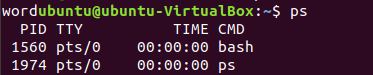 wordubuntu@ubuntu-VirtualBox:~$ ps
    PID TTY          TIME CMD
   1560 pts/0    00:00:00 bash
   1974 pts/0    00:00:00 ps